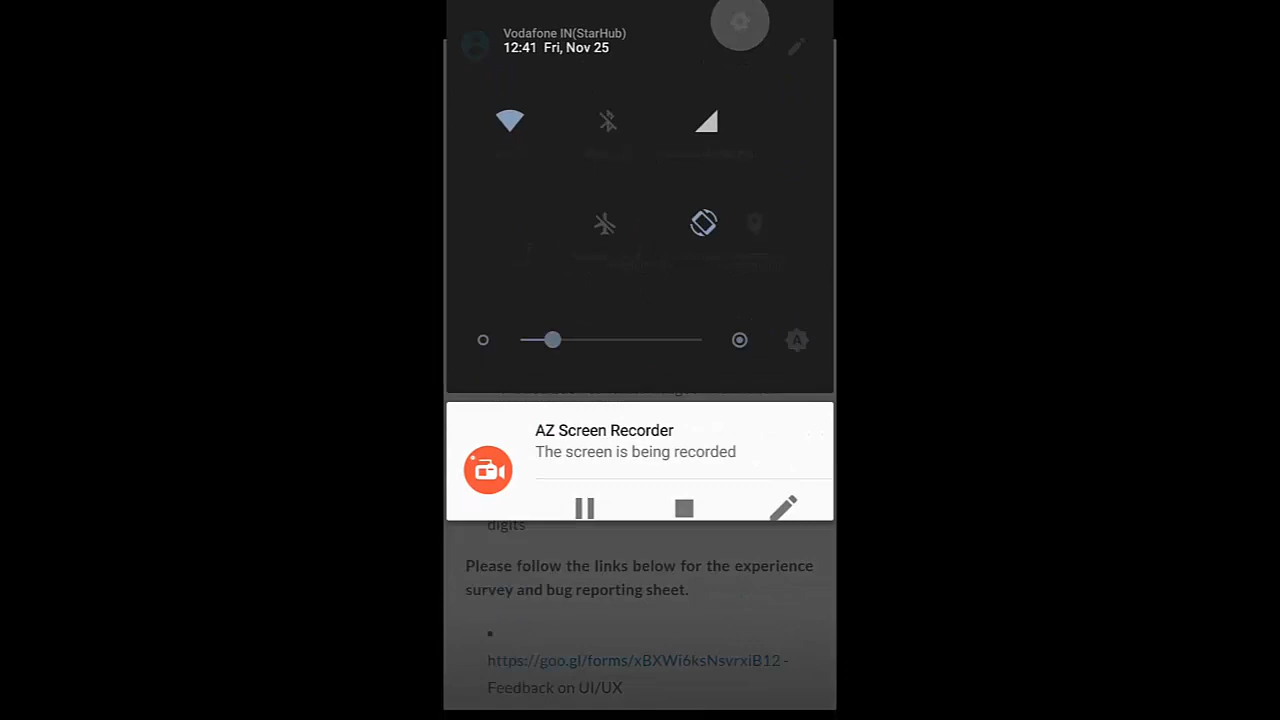 Vodafone IN(StarHub)
12:41 Fri, Nov 25
A
AZ Screen Recorder
The screen is being recorded
digits
Please follow the links below for the experience
survey and bug reporting sheet.
https://goo.gl/forms/xBXWi6ksNsvrxiB12 -
Feedback on UI/UX